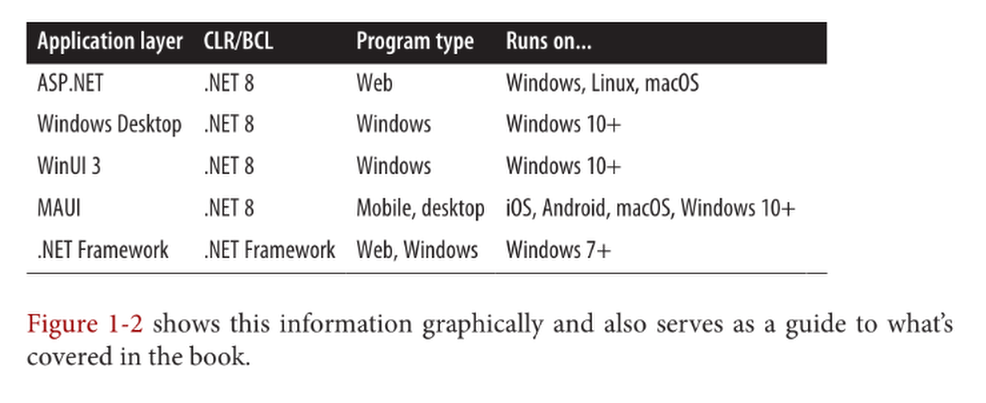 Application layer CLR/BCL Program type Runs on...
ASP.NET .NET 8 Web Windows, Linux, macOS
Windows Desktop .NET 8 Windows Windows 10+
WinUI 3 .NET 8 Windows Windows 10+
MAUI .NET 8 Mobile, desktop iOS, Android, macOS, Windows 10+
.NET Framework .NET Framework Web, Windows Windows 7+
Figure 1-2 shows this information graphically and also serves as a guide to what’s
covered in the book.